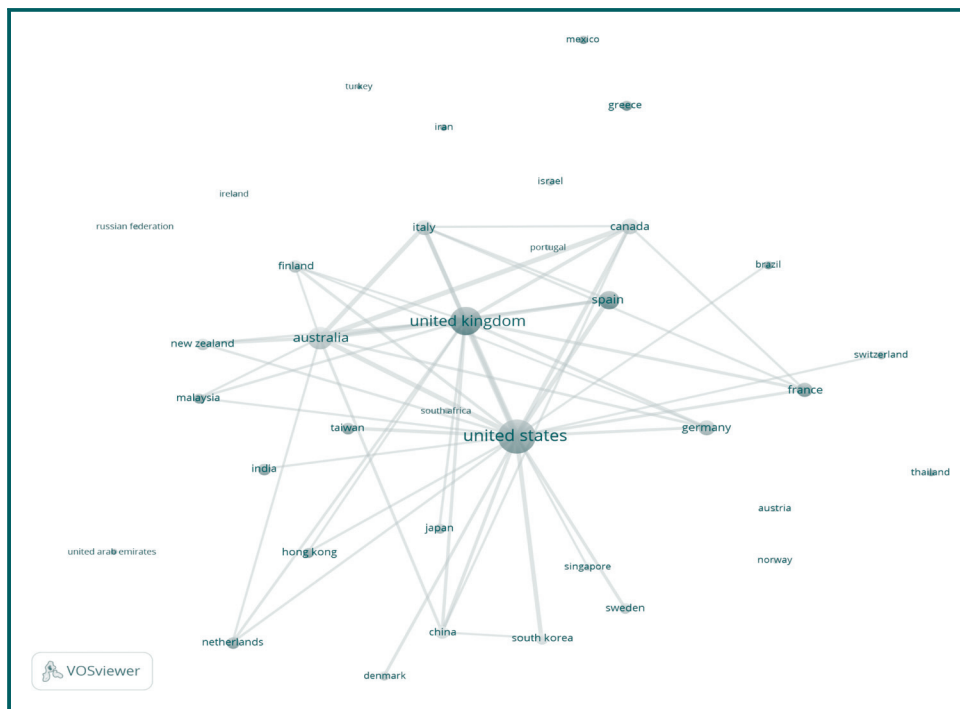 mexico
turkey
greece
iran
israel
ireland
russian federation
italy
canada
portugal
finland
brazil
spain
united kingdom
australia
new zealand
switzerland
malaysia
france
south africa
taiwan
united states
germany
india
thailand
austria
japan
united arab emirates
hong kong
norway
singapore
sweden
china
south korea
netherlands
denmark
VOSviewer